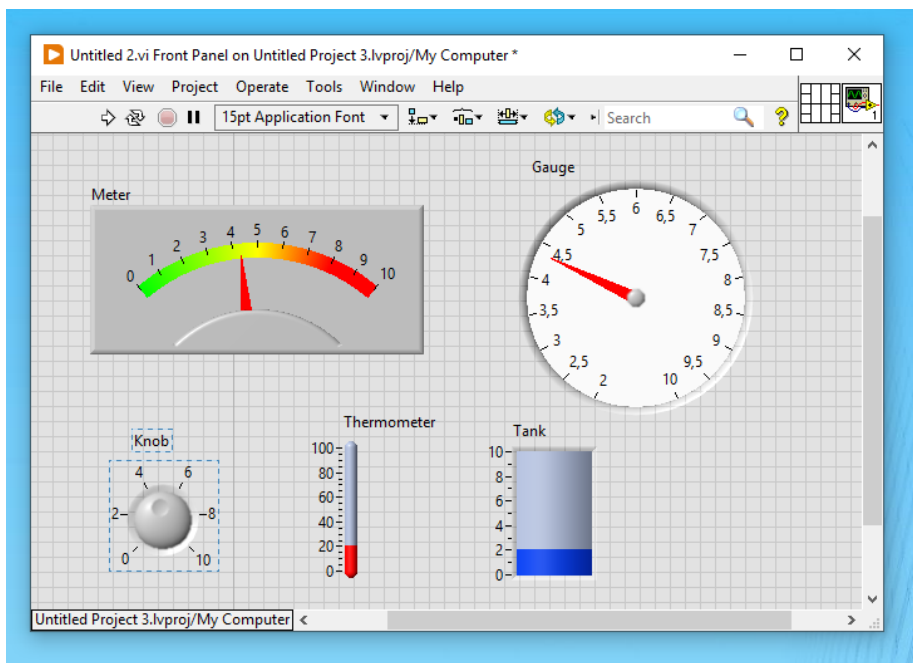 Untitled 2.vi Front Panel on Untitled Project 3.lvproj/My Computer *
File Edit View Project Operate Tools Window Help
15pt Application Font Search
1
Meter
0 1 2 3 4 5 6 7 8 9 10
Gauge
2 2,5 3 3,5 4 4,5 5 5,5 6 6,5 7 7,5 8 8,5 9 9,5 10
Knob
0 2 4 6 8 10
Thermometer
100
80
60
40
20
0
Tank
10
8
6
4
2
0
Untitled Project 3.lvproj/My Computer